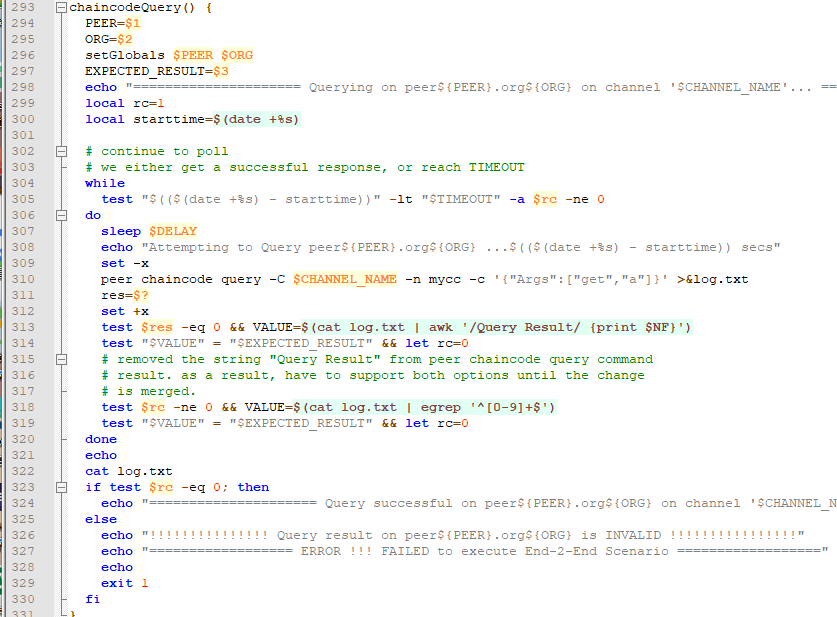 293 chaincodeQuery() {
294 PEER=$1
295 ORG=$2
296 setGlobals $PEER $ORG
297 EXPECTED_RESULT=$3
298 echo "===================== Querying on peer${PEER}.org${ORG} on channel '$CHANNEL_NAME'... ==
299 local rc=1
300 local starttime=$(date +%s)
301
302 # continue to poll
303 # we either get a successful response, or reach TIMEOUT
304 while
305 test "$(($(date +%s) - starttime))" -lt "$TIMEOUT" -a $rc -ne 0
306 do
307 sleep $DELAY
308 echo "Attempting to Query peer${PEER}.org${ORG} ...$(($(date +%s) - starttime)) secs"
309 set -x
310 peer chaincode query -C $CHANNEL_NAME -n mycc -c '{"Args":["get","a"]}' >&log.txt
311 res=$?
312 set +x
313 test $res -eq 0 && VALUE=$(cat log.txt | awk '/Query Result/ {print $NF}')
314 test "$VALUE" = "$EXPECTED_RESULT" && let rc=0
315 # removed the string "Query Result" from peer chaincode query command
316 # result. as a result, have to support both options until the change
317 # is merged.
318 test $rc -ne 0 && VALUE=$(cat log.txt | egrep '^[0-9]+$')
319 test "$VALUE" = "$EXPECTED_RESULT" && let rc=0
320 done
321 echo
322 cat log.txt
323 if test $rc -eq 0; then
324 echo "===================== Query successful on peer${PEER}.org${ORG} on channel '$CHANNEL_N
325 else
326 echo "!!!!!!!!!!!!!!! Query result on peer${PEER}.org${ORG} is INVALID !!!!!!!!!!!!!!!!"
327 echo "================== ERROR !!! FAILED to execute End-2-End Scenario =================="
328 echo
329 exit 1
330 fi
331 }